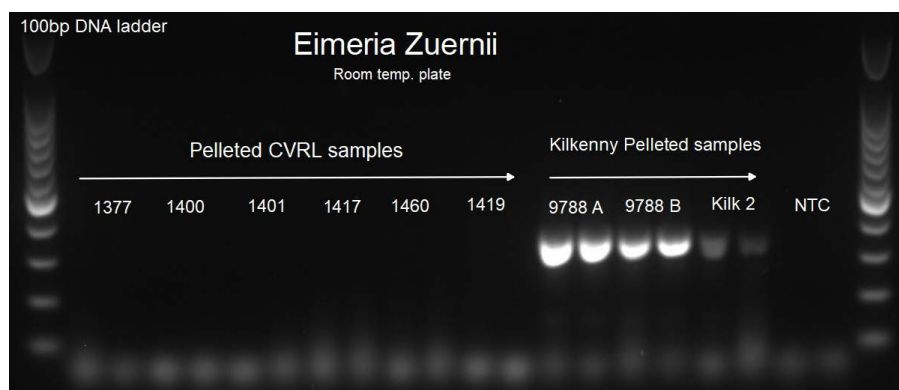 100bp DNA ladder
Eimeria Zuernii
Room temp. plate
Pelleted CVRL samples
Kilkenny Pelleted samples
1377 1400 1401 1417 1460 1419 9788 A 9788 B Kilk 2 NTC